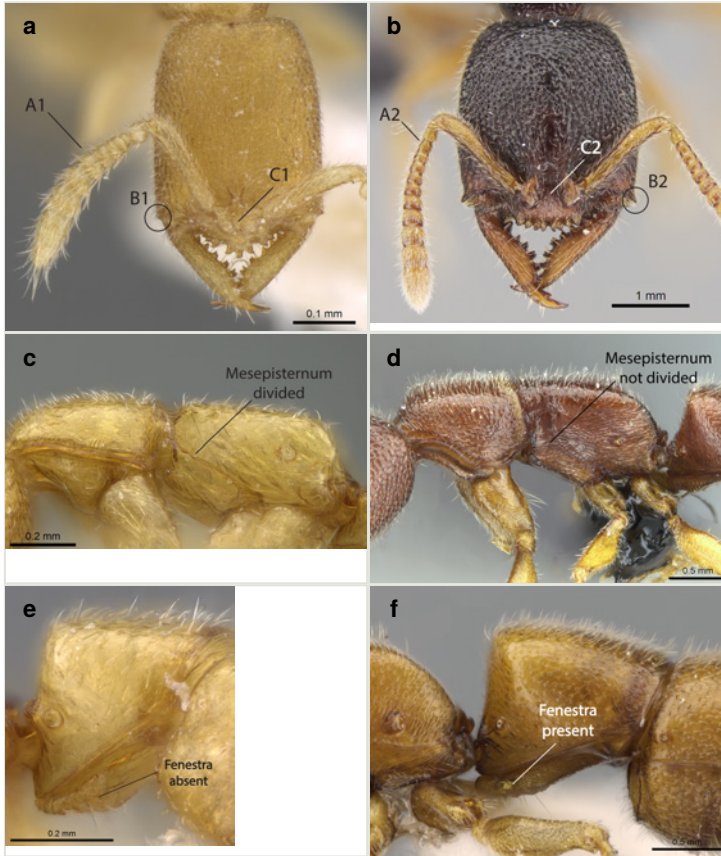 a
A1
B1
C1
0.1 mm
b
A2
C2
B2
1 mm
c
Mesepisternum
divided
0.2 mm
d
Mesepisternum
not divided
0.5 mm
e
Fenestra
absent
0.2 mm
f
Fenestra
present
0.5 mm